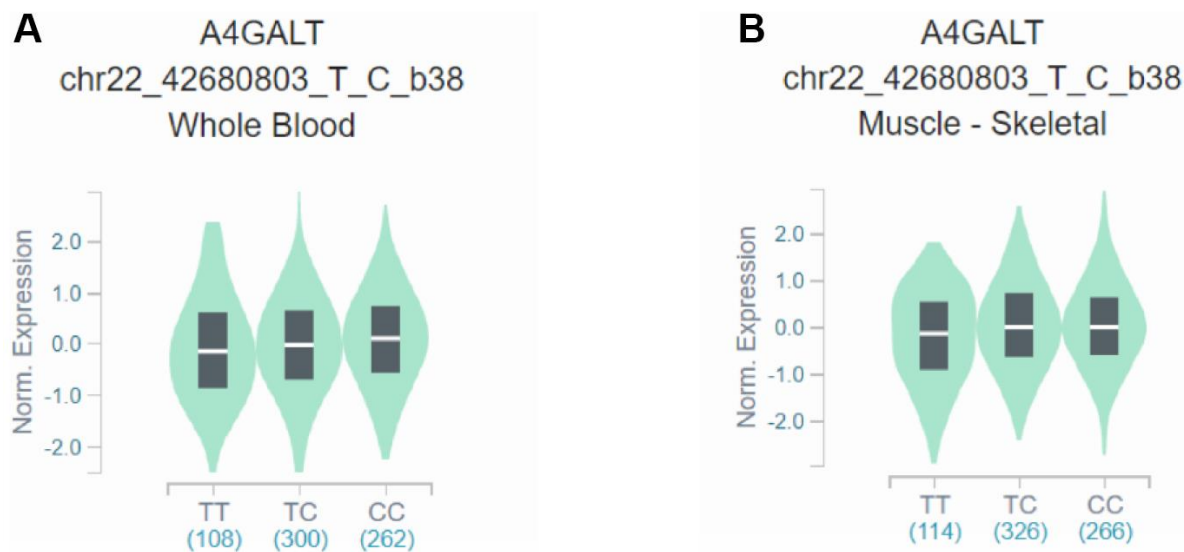 A
A4GALT
chr22_42680803_T_C_b38
Whole Blood
Norm. Expression
2.0
1.0
0.0
-1.0
-2.0
TT TC CC
(108) (300) (262)
B
A4GALT
chr22_42680803_T_C_b38
Muscle - Skeletal
Norm. Expression
2.0
1.0
0.0
-1.0
-2.0
TT TC CC
(114) (326) (266)